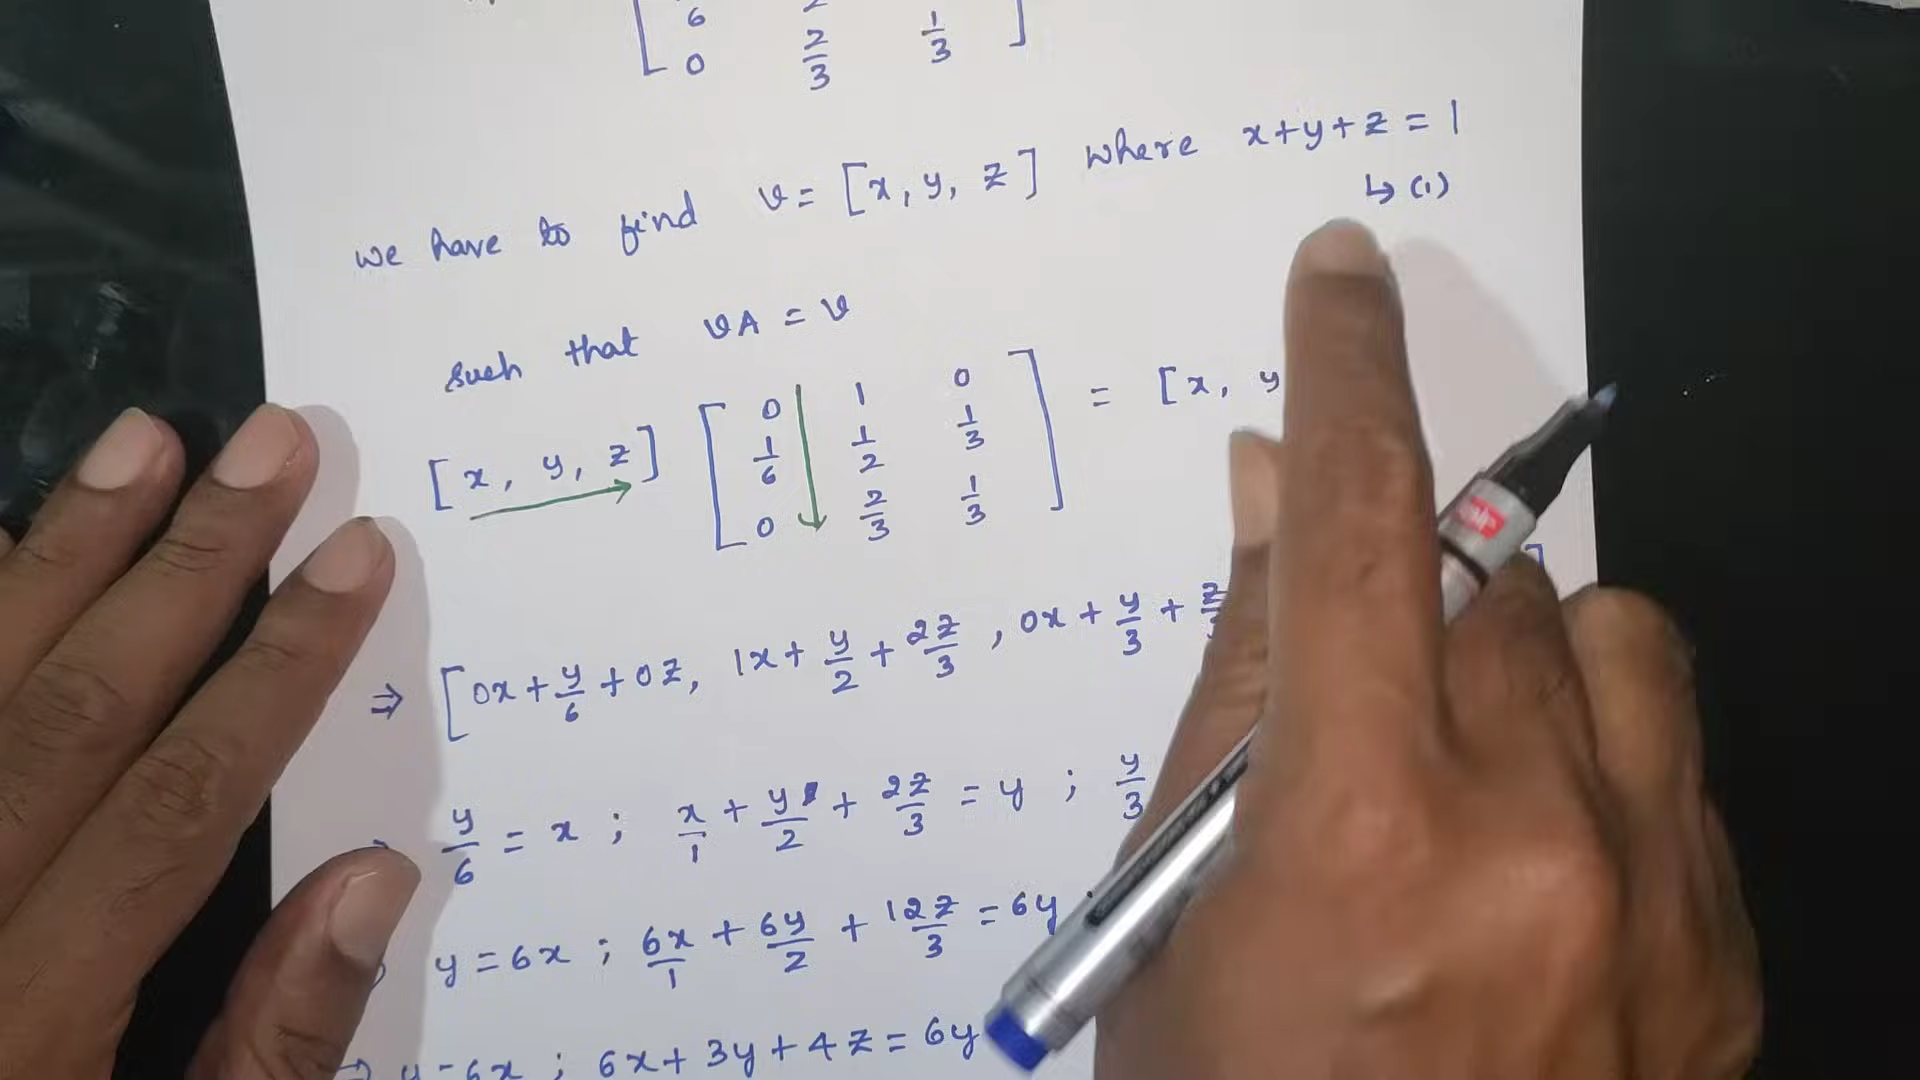 6
0 2/3 1/3
we have to find v = [x, y, z] where x+y+z = 1
↳ (1)
such that vA = v
[x, y, z] [0 1 0
1/6 1/2 1/3
0 2/3 1/3] = [x, y
⇒ [0x + y/6 + 0z, 1x + y/2 + 2z/3, 0x + y/3 + z/
y/6 = x ; x/1 + y/2 + 2z/3 = y ; y/3
y = 6x ; 6x/1 + 6y/2 + 12z/3 = 6y
⇒ y = 6x ; 6x + 3y + 4z = 6y